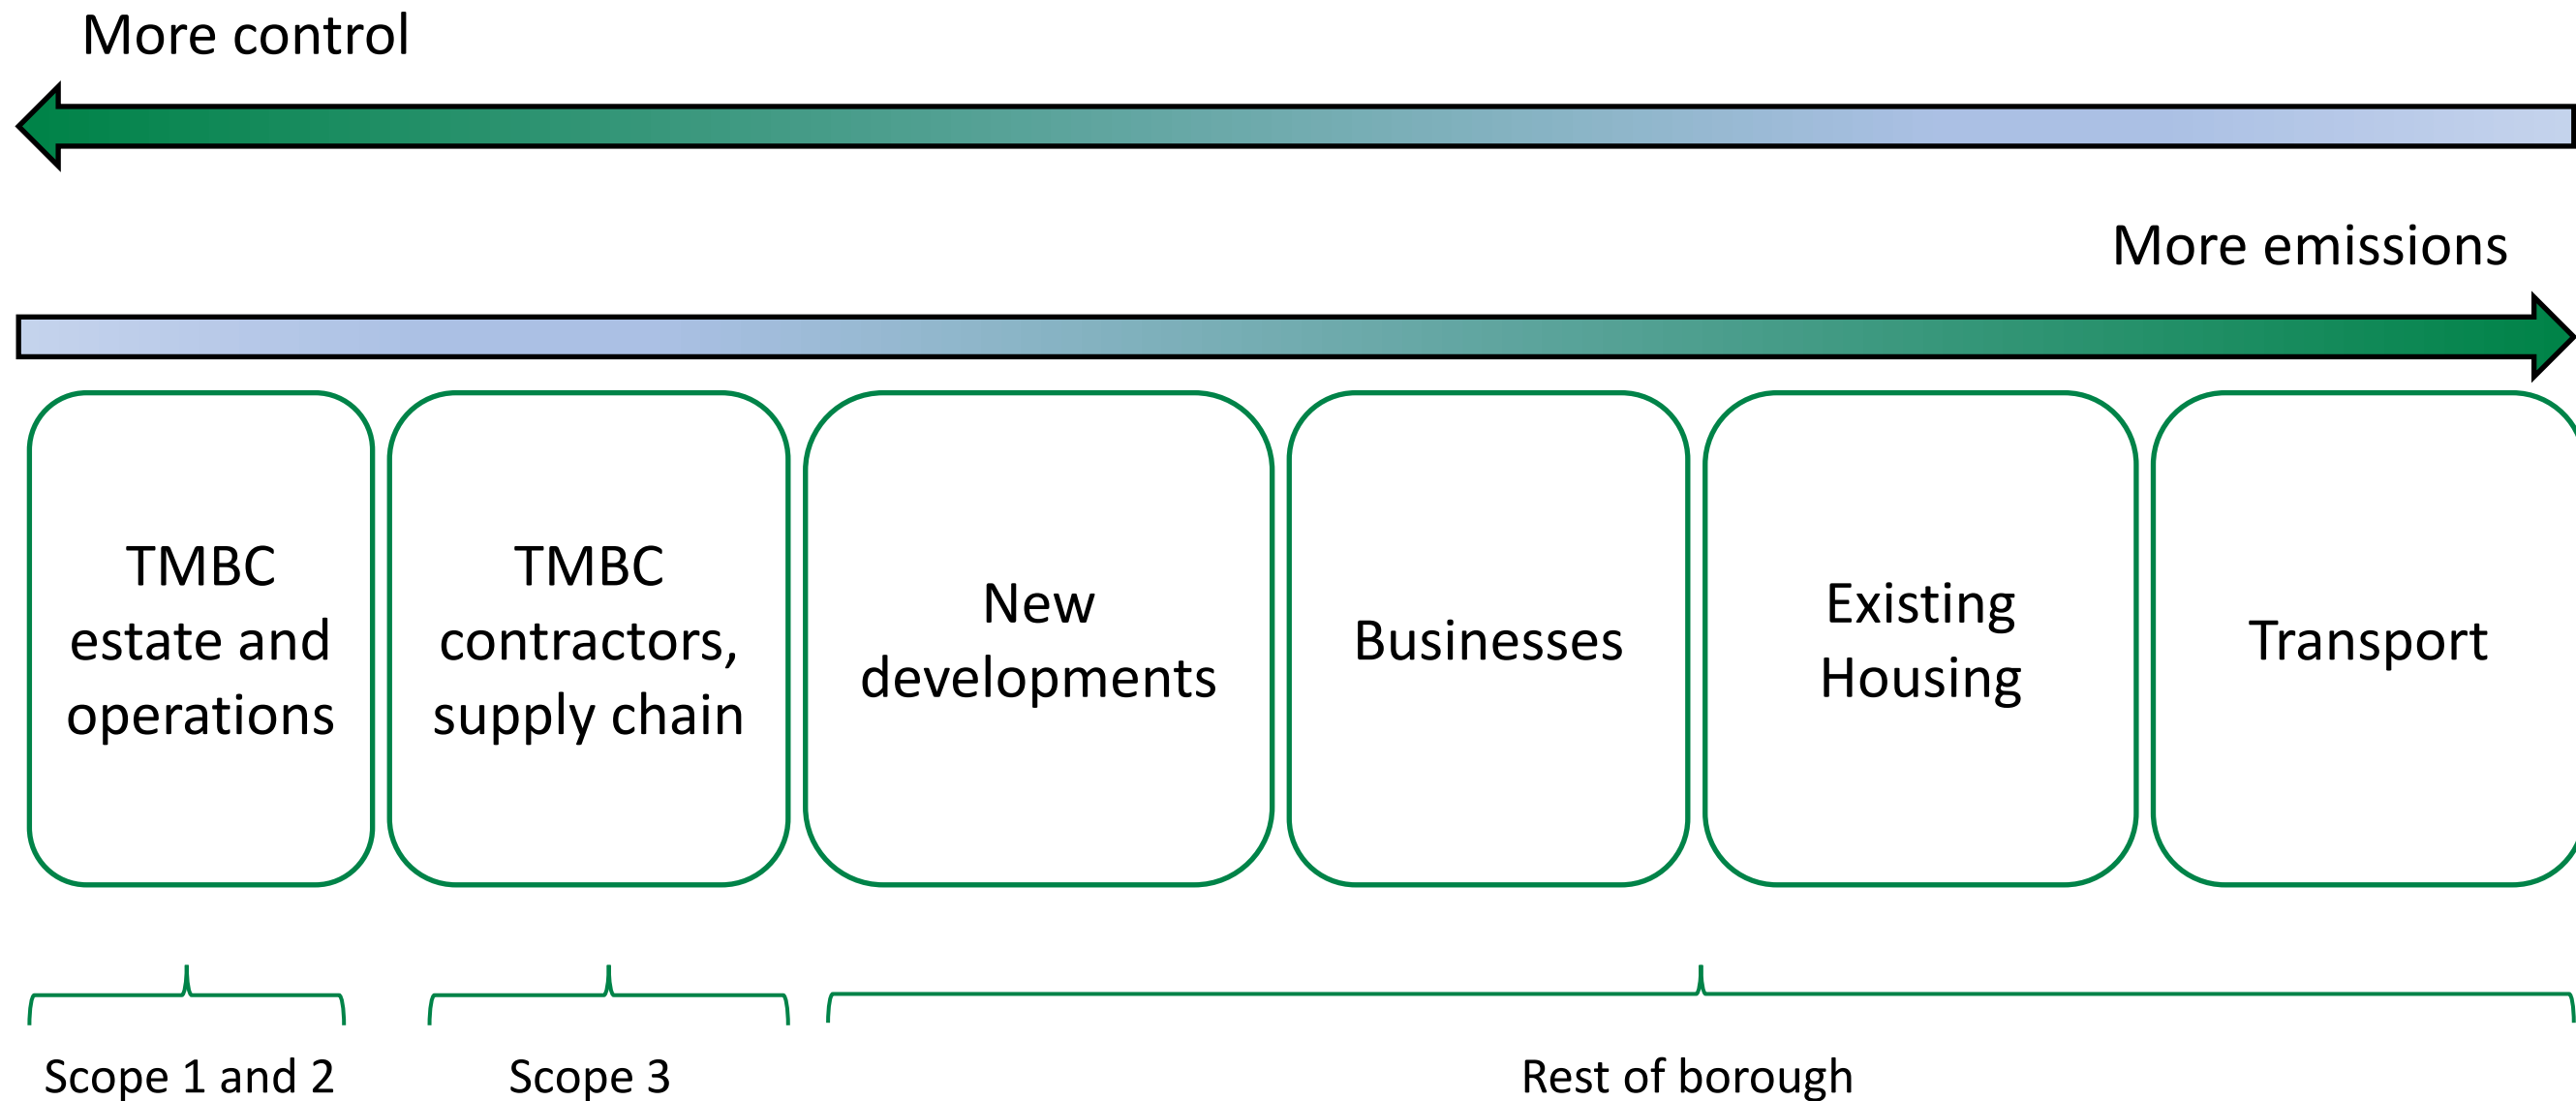 More control
More emissions
TMBC
estate and
operations
TMBC
contractors,
supply chain
New
developments
Businesses
Existing
Housing
Transport
Scope 1 and 2
Scope 3
Rest of borough